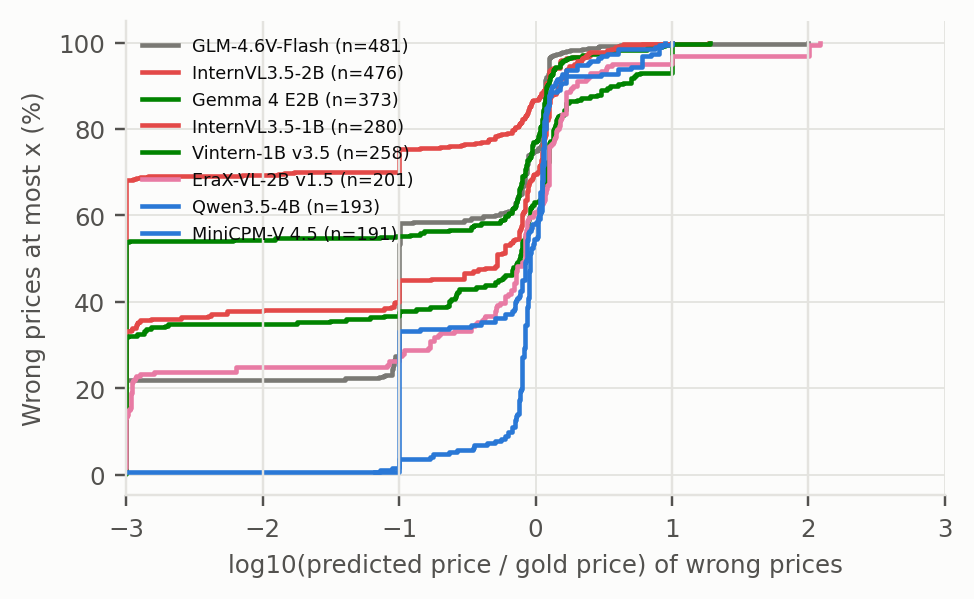 GLM-4.6V-Flash (n=481)
InternVL3.5-2B (n=476)
Gemma 4 E2B (n=373)
InternVL3.5-1B (n=280)
Vintern-1B v3.5 (n=258)
EraX-VL-2B v1.5 (n=201)
Qwen3.5-4B (n=193)
MiniCPM-V 4.5 (n=191)
Wrong prices at most x (%)
100
80
60
40
20
0
−3 −2 −1 0 1 2 3
log10(predicted price / gold price) of wrong prices